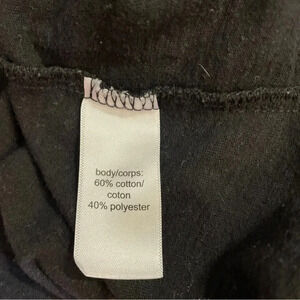 body/corps:
60% cotton/
coton
40% polyester